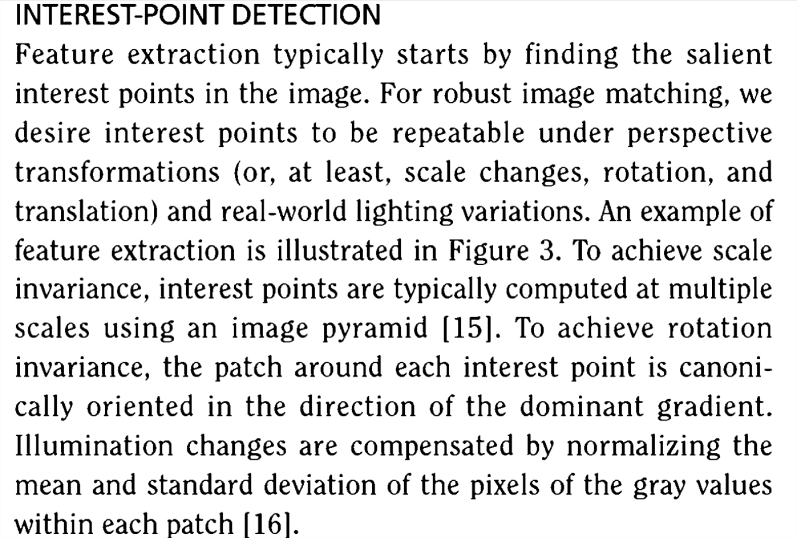 INTEREST-POINT DETECTION
Feature extraction typically starts by finding the salient
interest points in the image. For robust image matching, we
desire interest points to be repeatable under perspective
transformations (or, at least, scale changes, rotation, and
translation) and real-world lighting variations. An example of
feature extraction is illustrated in Figure 3. To achieve scale
invariance, interest points are typically computed at multiple
scales using an image pyramid [15]. To achieve rotation
invariance, the patch around each interest point is canoni-
cally oriented in the direction of the dominant gradient.
Illumination changes are compensated by normalizing the
mean and standard deviation of the pixels of the gray values
within each patch [16].